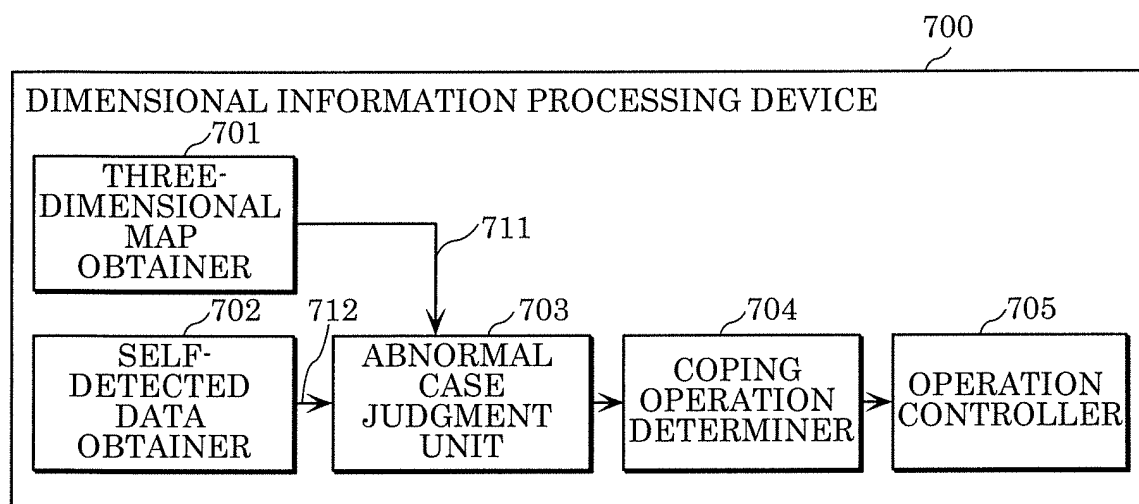 700
DIMENSIONAL INFORMATION PROCESSING DEVICE
701
THREE-
DIMENSIONAL
MAP
OBTAINER
711
702
712
SELF-
DETECTED
DATA
OBTAINER
703
ABNORMAL
CASE
JUDGMENT
UNIT
704
COPING
OPERATION
DETERMINER
705
OPERATION
CONTROLLER